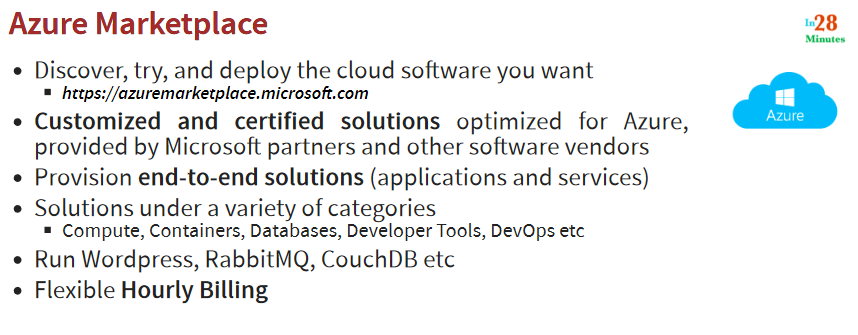 Azure Marketplace
In28
Minutes
• Discover, try, and deploy the cloud software you want
▪ https://azuremarketplace.microsoft.com
• Customized and certified solutions optimized for Azure,
provided by Microsoft partners and other software vendors
Azure
• Provision end-to-end solutions (applications and services)
• Solutions under a variety of categories
▪ Compute, Containers, Databases, Developer Tools, DevOps etc
• Run Wordpress, RabbitMQ, CouchDB etc
• Flexible Hourly Billing